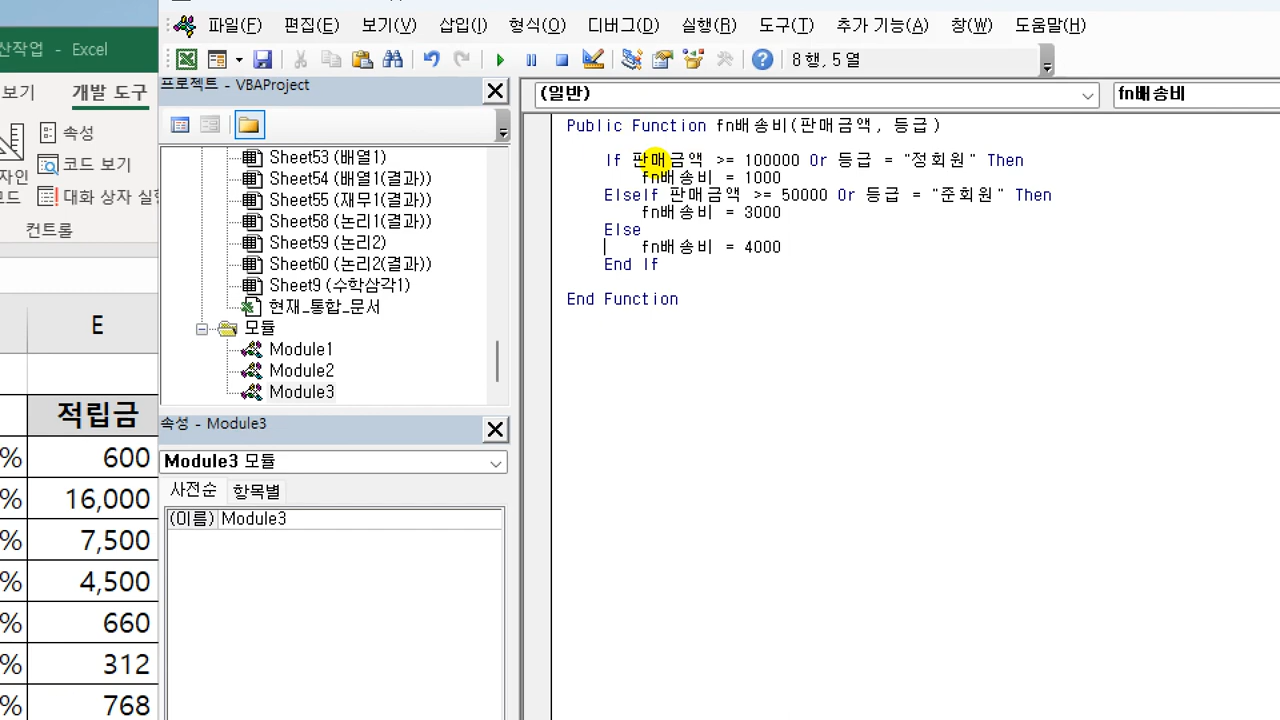 산작업 - Excel
보기
개발 도구
속성
코드 보기
대화 상자 실행
자인
모드
컨트롤
E
적립금
% 600
% 16,000
% 7,500
% 4,500
% 660
% 312
% 768
파일(F) 편집(E) 보기(V) 삽입(I) 형식(O) 디버그(D) 실행(R) 도구(T) 추가 기능(A) 창(W) 도움말(H)
8 행, 5 열
프로젝트 - VBAProject
Sheet53 (배열1)
Sheet54 (배열1(결과))
Sheet55 (재무1(결과))
Sheet58 (논리1(결과))
Sheet59 (논리2)
Sheet60 (논리2(결과))
Sheet9 (수학삼각1)
현재_통합_문서
모듈
Module1
Module2
Module3
속성 - Module3
Module3 모듈
사전순 항목별
(이름) Module3
(일반)
fn배송비
Public Function fn배송비(판매금액, 등급)
If 판매금액 >= 100000 Or 등급 = "정회원" Then
fn배송비 = 1000
ElseIf 판매금액 >= 50000 Or 등급 = "준회원" Then
fn배송비 = 3000
Else
fn배송비 = 4000
End If
End Function